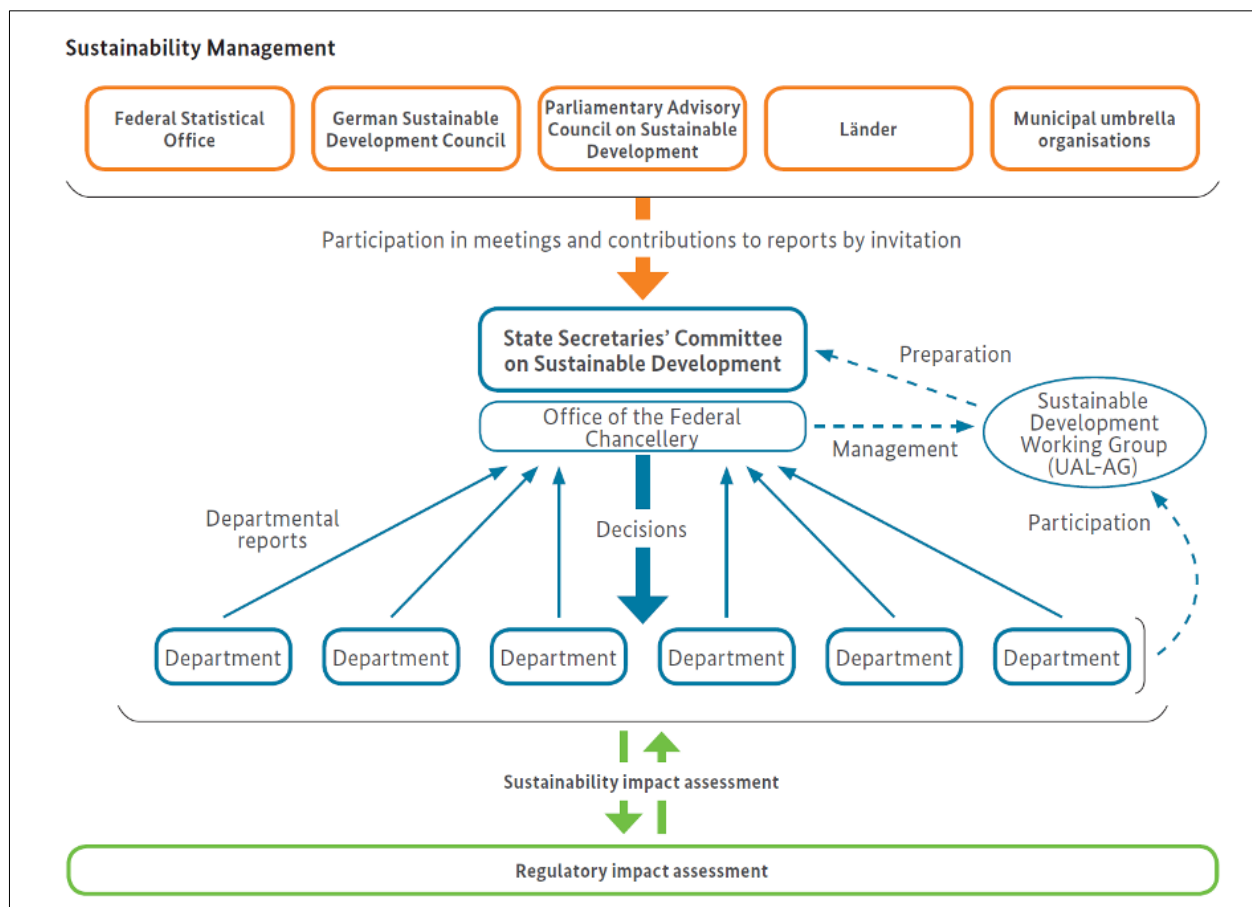 Sustainability Management
Federal Statistical
Office
German Sustainable
Development Council
Parliamentary Advisory
Council on Sustainable
Development
Länder
Municipal umbrella
organisations
Participation in meetings and contributions to reports by invitation
State Secretaries’ Committee
on Sustainable Development
Preparation
Office of the Federal
Chancellery
Management
Sustainable
Development
Working Group
(UAL-AG)
Departmental
reports
Decisions
Participation
Department
Department
Department
Department
Department
Department
Sustainability impact assessment
Regulatory impact assessment